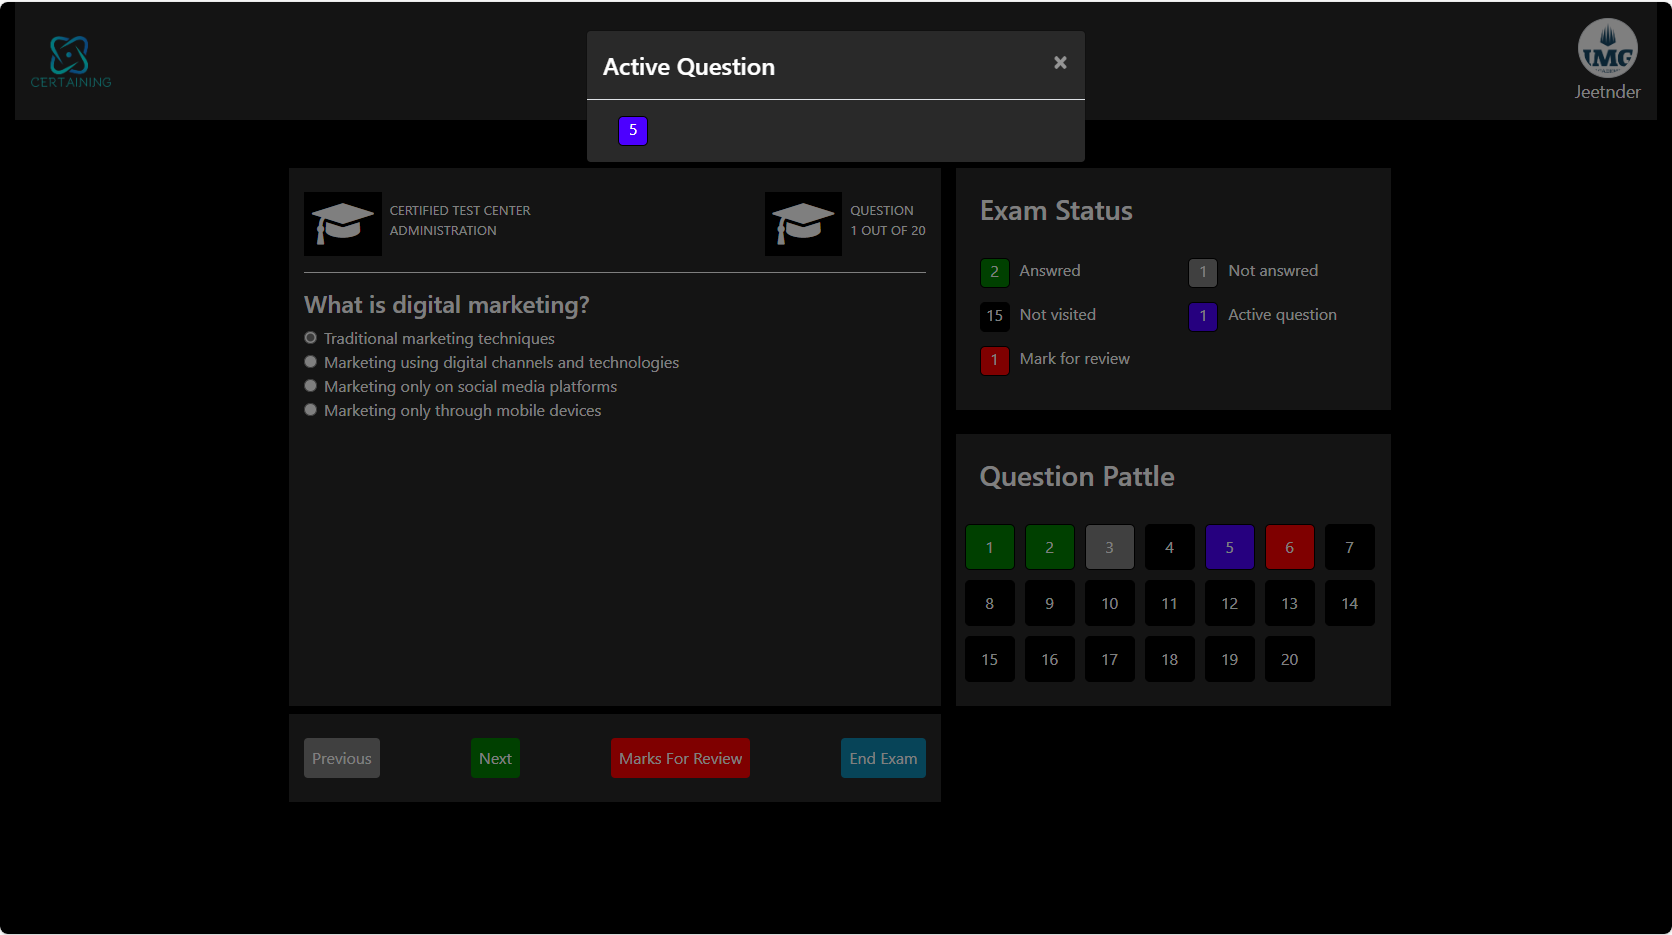 CERTAINING
Active Question
×
5
IMG
Jeetnder
CERTIFIED TEST CENTER
ADMINISTRATION
QUESTION
1 OUT OF 20
What is digital marketing?
Traditional marketing techniques
Marketing using digital channels and technologies
Marketing only on social media platforms
Marketing only through mobile devices
Previous
Next
Marks For Review
End Exam
Exam Status
2 Answred
1 Not answred
15 Not visited
1 Active question
1 Mark for review
Question Pattle
1 2 3 4 5 6 7
8 9 10 11 12 13 14
15 16 17 18 19 20